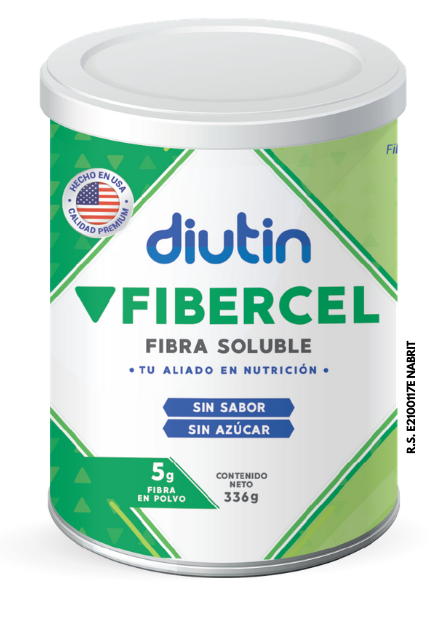 HECHO EN USA
CALIDAD PREMIUM
diutin
FIBERCEL
FIBRA SOLUBLE
• TU ALIADO EN NUTRICIÓN •
SIN SABOR
SIN AZÚCAR
5g
FIBRA
EN POLVO
CONTENIDO
NETO
336g
R.S. E2100117E NABRIT